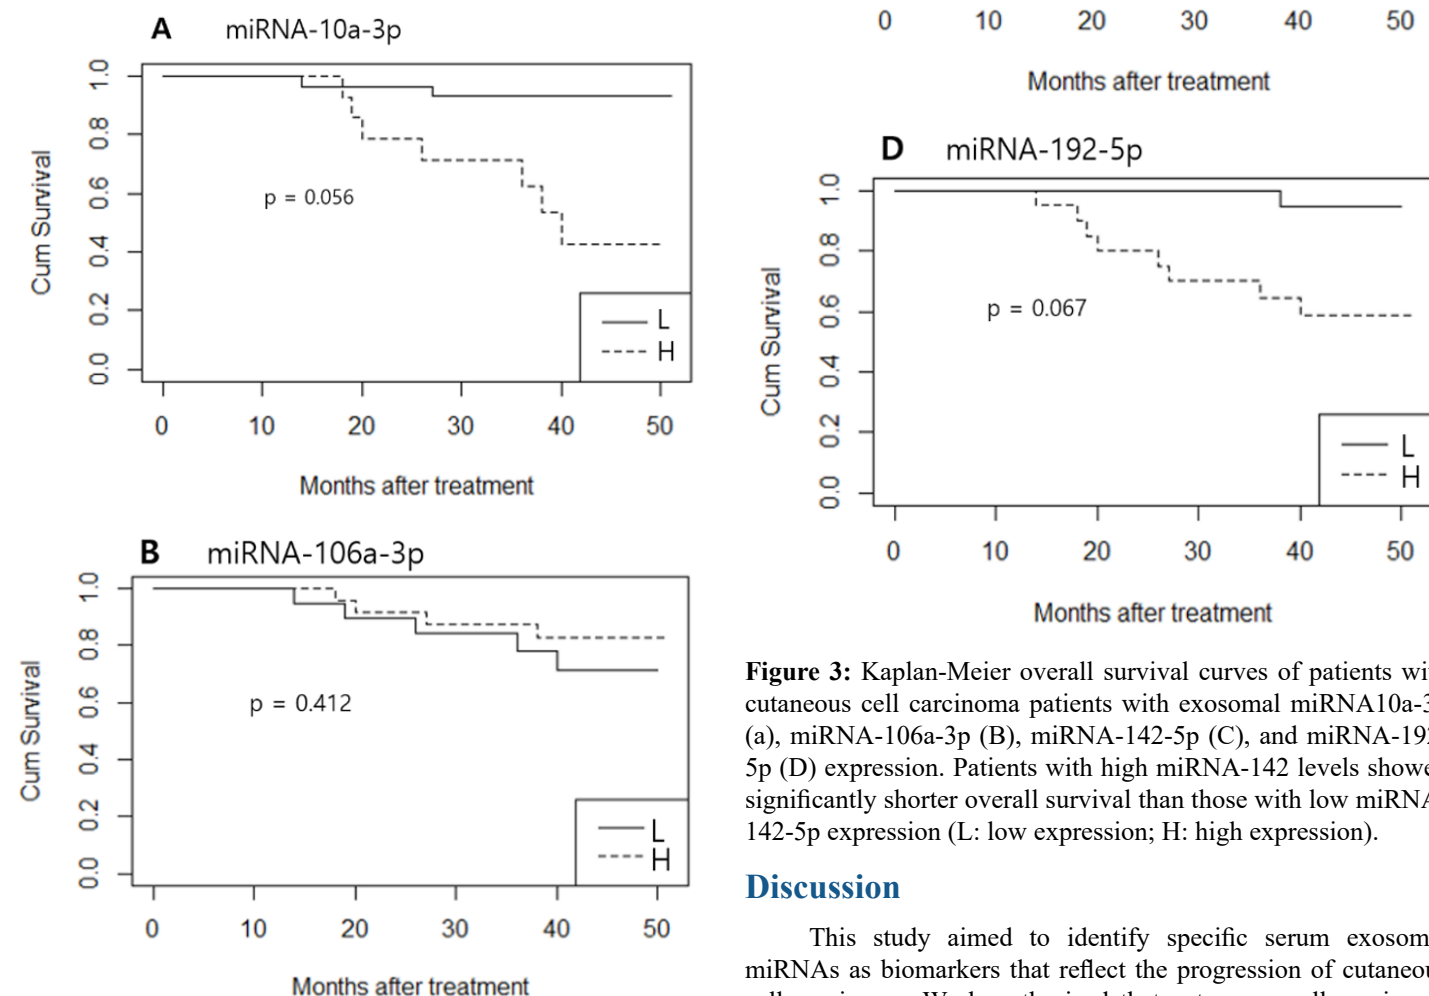 A miRNA-10a-3p
Cum Survival
1.0
0.8
0.6
0.4
0.2
0.0
p = 0.056
L
H
0 10 20 30 40 50
Months after treatment
B miRNA-106a-3p
Cum Survival
1.0
0.8
0.6
0.4
0.2
0.0
p = 0.412
L
H
0 10 20 30 40 50
Months after treatment
0 10 20 30 40 50
Months after treatment
D miRNA-192-5p
Cum Survival
1.0
0.8
0.6
0.4
0.2
0.0
p = 0.067
L
H
0 10 20 30 40 50
Months after treatment
Figure 3: Kaplan-Meier overall survival curves of patients wi
cutaneous cell carcinoma patients with exosomal miRNA10a-3
(a), miRNA-106a-3p (B), miRNA-142-5p (C), and miRNA-192
5p (D) expression. Patients with high miRNA-142 levels showe
significantly shorter overall survival than those with low miRNA
142-5p expression (L: low expression; H: high expression).
Discussion
This study aimed to identify specific serum exosom
miRNAs as biomarkers that reflect the progression of cutaneou